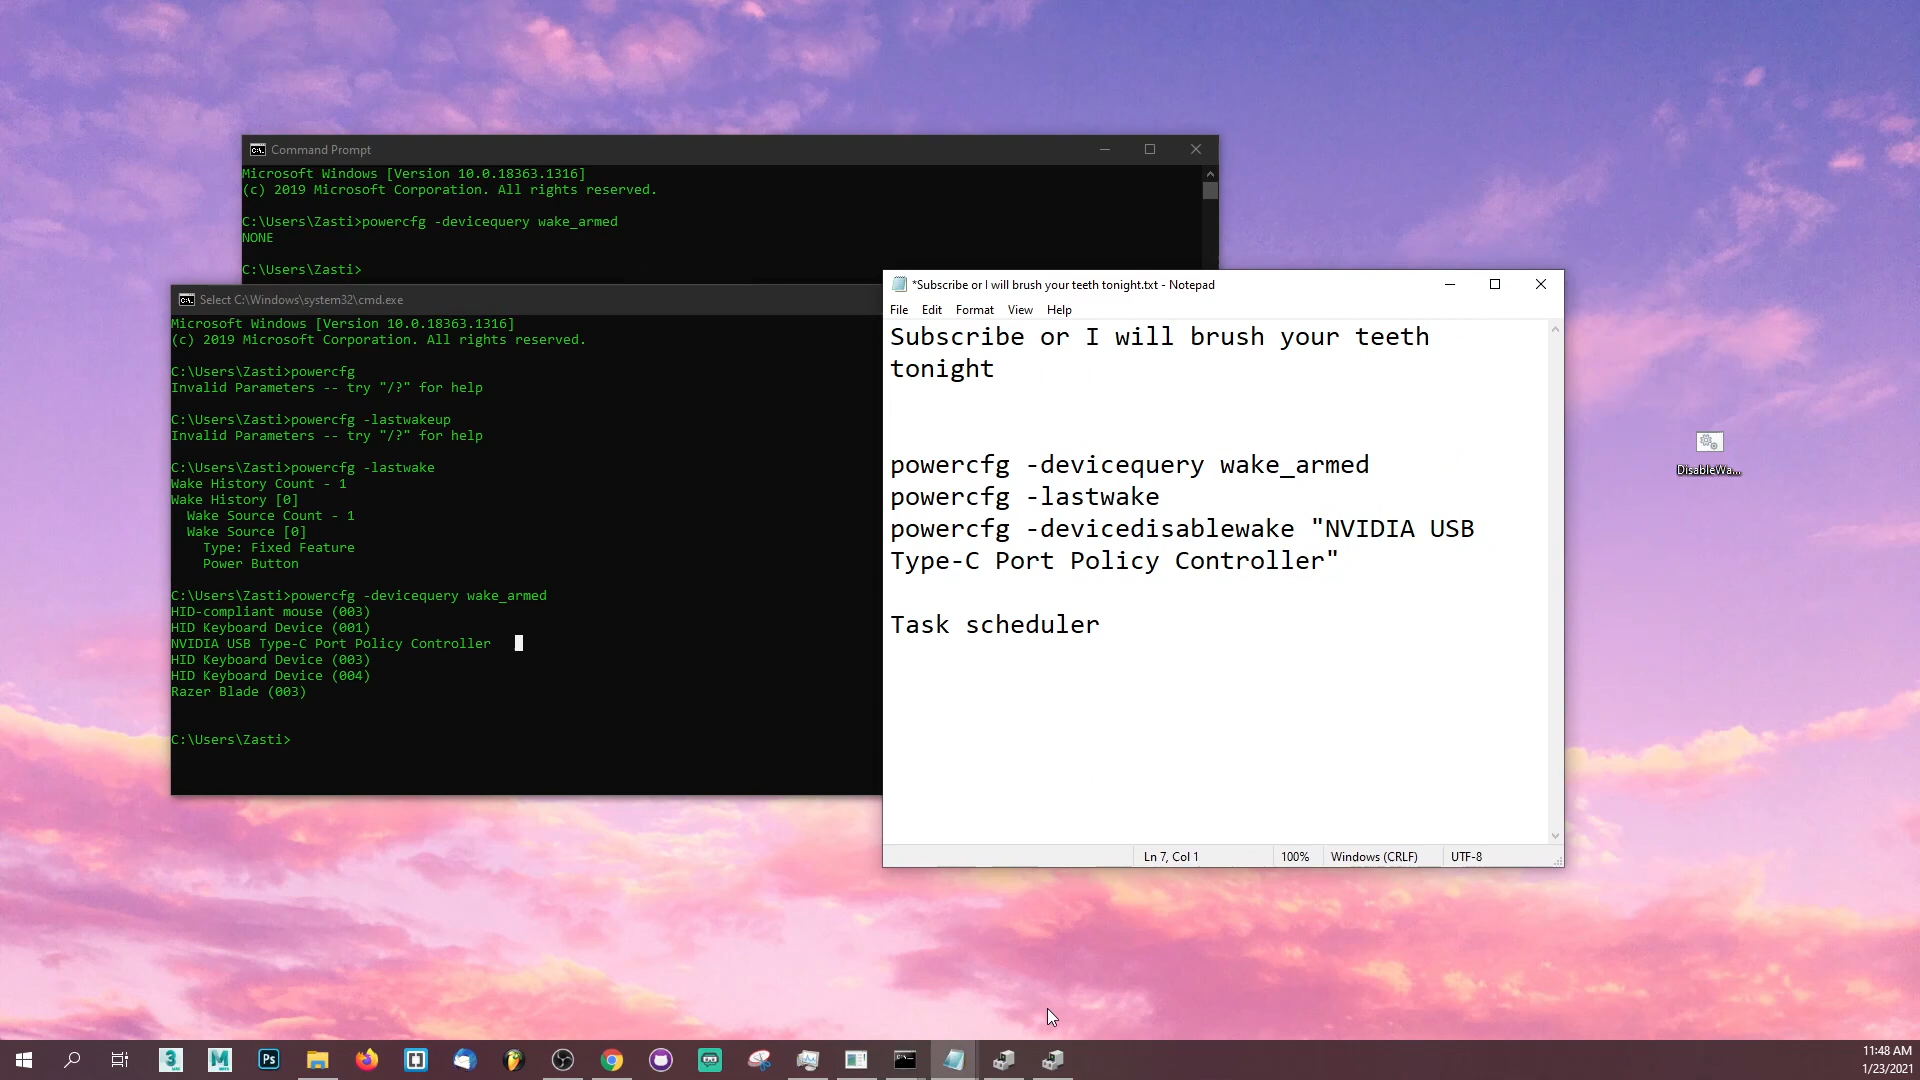 Command Prompt
Microsoft Windows [Version 10.0.18363.1316]
(c) 2019 Microsoft Corporation. All rights reserved.
C:\Users\Zasti>powercfg -devicequery wake_armed
NONE
C:\Users\Zasti>
Select C:\Windows\system32\cmd.exe
Microsoft Windows [Version 10.0.18363.1316]
(c) 2019 Microsoft Corporation. All rights reserved.
C:\Users\Zasti>powercfg
Invalid Parameters -- try "/?" for help
C:\Users\Zasti>powercfg -lastwakeup
Invalid Parameters -- try "/?" for help
C:\Users\Zasti>powercfg -lastwake
Wake History Count - 1
Wake History [0]
Wake Source Count - 1
Wake Source [0]
Type: Fixed Feature
Power Button
C:\Users\Zasti>powercfg -devicequery wake_armed
HID-compliant mouse (003)
HID Keyboard Device (001)
NVIDIA USB Type-C Port Policy Controller
HID Keyboard Device (003)
HID Keyboard Device (004)
Razer Blade (003)
C:\Users\Zasti>
*Subscribe or I will brush your teeth tonight.txt - Notepad
File Edit Format View Help
Subscribe or I will brush your teeth
tonight
powercfg -devicequery wake_armed
powercfg -lastwake
powercfg -devicedisablewake "NVIDIA USB
Type-C Port Policy Controller"
Task scheduler
Ln 7, Col 1 100% Windows (CRLF) UTF-8
DisableWa...
3 M Ps
11:48 AM
1/23/2021